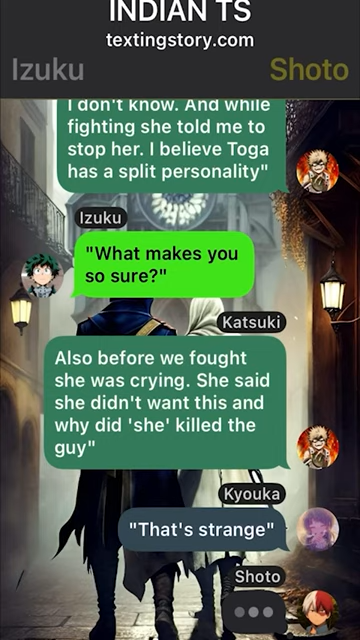 INDIAN TS
textingstory.com
Izuku
Shoto
I don't know. And while
fighting she told me to
stop her. I believe Toga
has a split personality"
Izuku
"What makes you
so sure?"
Katsuki
Also before we fought
she was crying. She said
she didn't want this and
why did 'she' killed the
guy"
Kyouka
"That's strange"
Shoto